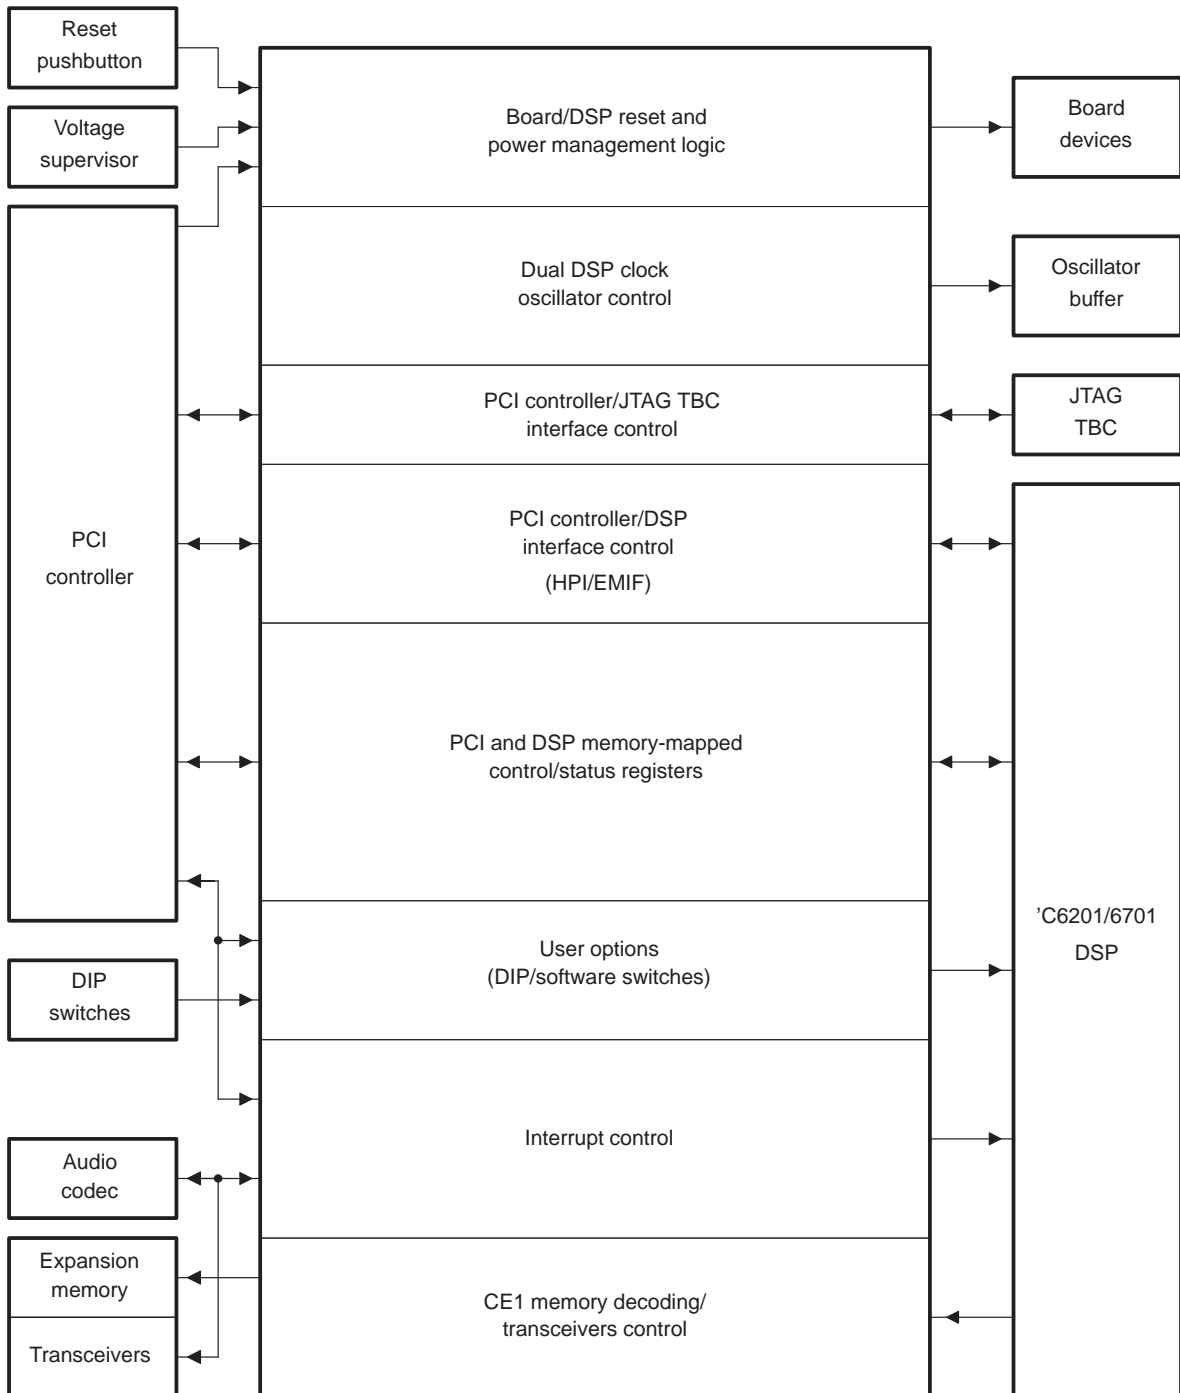 Reset
pushbutton
Voltage
supervisor
PCI
controller
DIP
switches
Audio
codec
Expansion
memory
Transceivers
Board/DSP reset and
power management logic
Dual DSP clock
oscillator control
PCI controller/JTAG TBC
interface control
PCI controller/DSP
interface control
(HPI/EMIF)
PCI and DSP memory-mapped
control/status registers
User options
(DIP/software switches)
Interrupt control
CE1 memory decoding/
transceivers control
Board
devices
Oscillator
buffer
JTAG
TBC
’C6201/6701
DSP